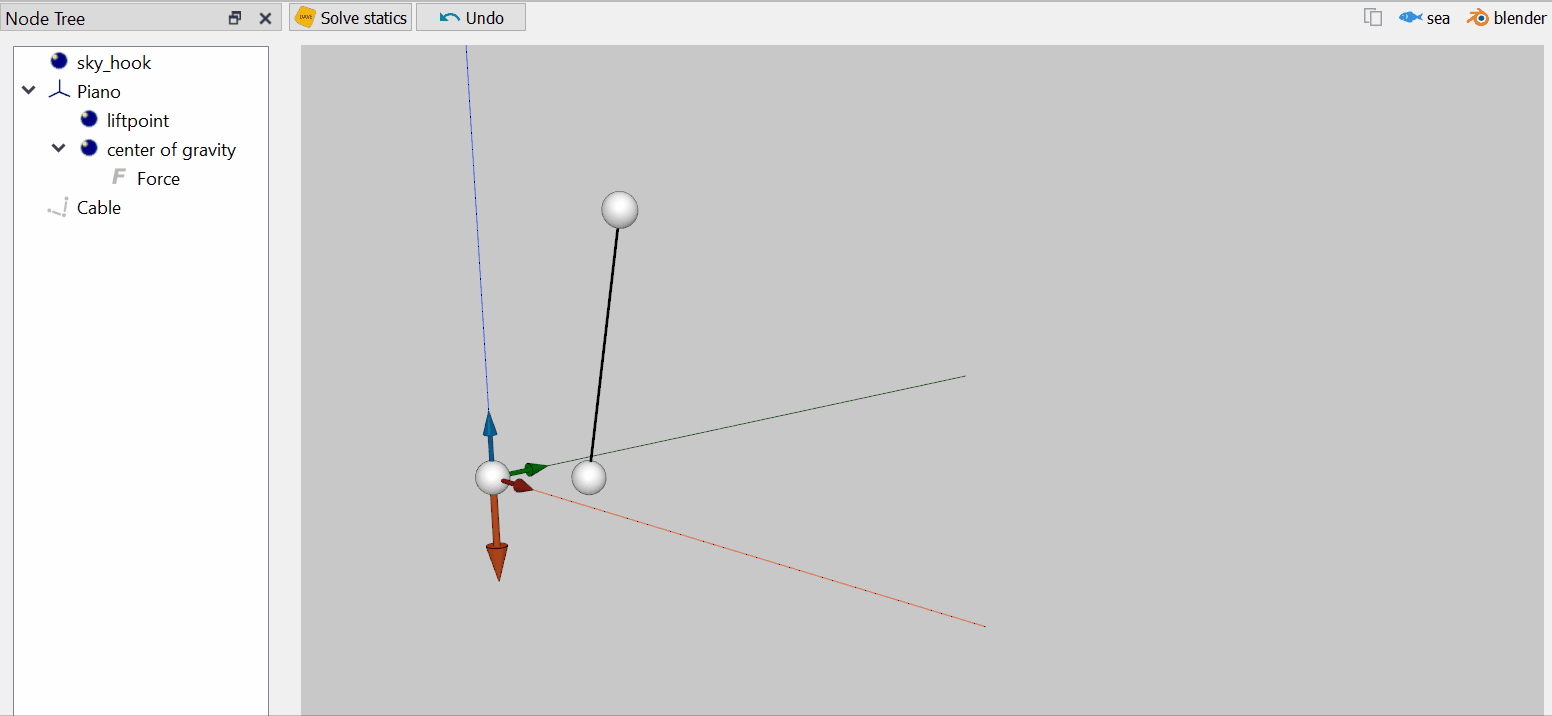 Node Tree
Solve statics
Undo
sea
blender
sky_hook
Piano
liftpoint
center of gravity
F Force
Cable